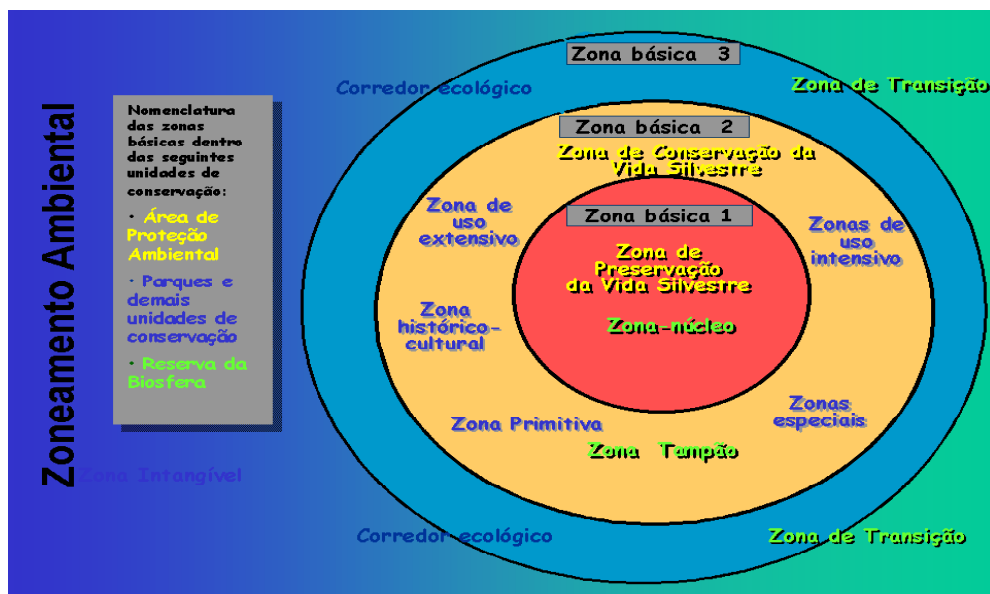 Zoneamento Ambiental
Nomenclatura
das zonas
básicas dentro
das seguintes
unidades de
conservação:
· Área de
Proteção
Ambiental
· Parques e
demais
unidades de
conservação
· Reserva da
Biosfera
Zona Intangível
Zona básica 3
Corredor ecológico
Zona de Transição
Zona básica 2
Zona de Conservação da
Vida Silvestre
Zona de
uso
extensivo
Zona básica 1
Zonas de
uso
intensivo
Zona de
Preservação
da Vida Silvestre
Zona
histórico-
cultural
Zona-núcleo
Zona Primitiva
Zonas
especiais
Zona Tampão
Corredor ecológico
Zona de Transição